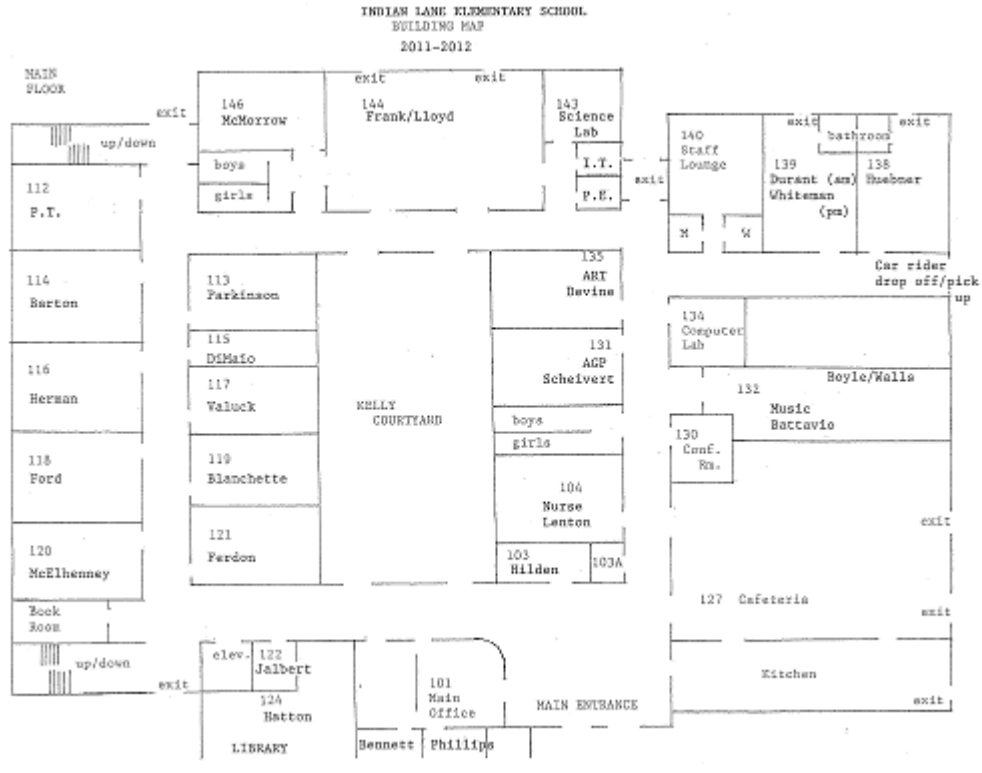 INDIAN LANE ELEMENTARY SCHOOL
BUILDING MAP
2011-2012
MAIN
FLOOR
exit
up/down
146
McMorrow
boys
girls
exit
exit
144
Frank/Lloyd
143
Science
Lab
I.T.
P.E.
exit
140
Staff
Lounge
M
W
exit
bathroom
exit
139
Durant (am)
Whiteman
(pm)
138
Huebner
Car rider
drop off/pick
up
112
P.T.
114
Barton
116
Herman
118
Ford
120
McElhenney
Book
Room
up/down
exit
113
Parkinson
115
DiMaio
117
Valuck
119
Blanchette
121
Ferdon
KELLY
COURTYARD
135
ART
Devine
131
AGP
Scheivert
boys
girls
104
Nurse
Lenton
103
Hilden
103A
134
Computer
Lab
Boyle/Walls
132
Music
Battavio
130
Conf.
Rm.
exit
127 Cafeteria
exit
Kitchen
exit
elev.
122
Jalbert
124
Hatton
LIBRARY
101
Main
Office
Bennett
Phillips
MAIN ENTRANCE